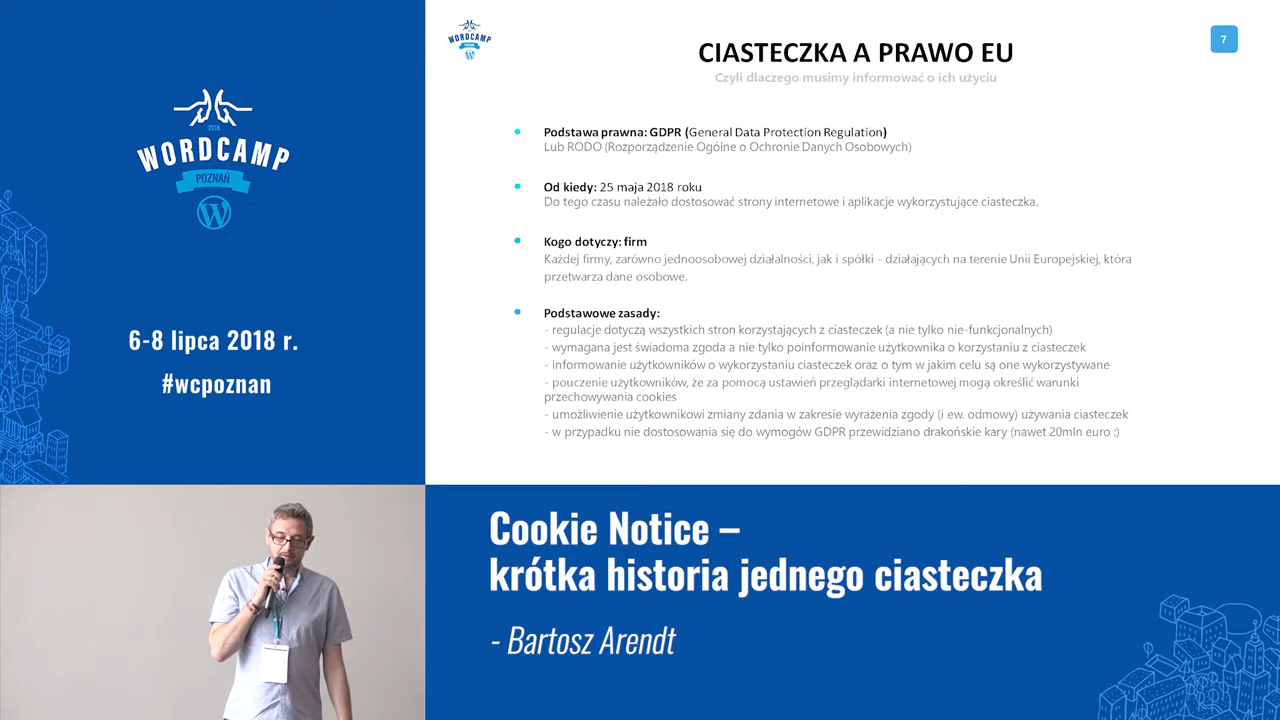 2018
WORDCAMP
POZNAŃ
6-8 lipca 2018 r.
#wcpoznan
WORDCAMP
7
CIASTECZKA A PRAWO EU
Czyli dlaczego musimy informować o ich użyciu
Podstawa prawna: GDPR (General Data Protection Regulation)
Lub RODO (Rozporządzenie Ogólne o Ochronie Danych Osobowych)
Od kiedy: 25 maja 2018 roku
Do tego czasu należało dostosować strony internetowe i aplikacje wykorzystujące ciasteczka.
Kogo dotyczy: firm
Każdej firmy, zarówno jednoosobowej działalności, jak i spółki - działających na terenie Unii Europejskiej, która
przetwarza dane osobowe.
Podstawowe zasady:
- regulacje dotyczą wszystkich stron korzystających z ciasteczek (a nie tylko nie-funkcjonalnych)
- wymagana jest świadoma zgoda a nie tylko poinformowanie użytkownika o korzystaniu z ciasteczek
- informowanie użytkowników o wykorzystaniu ciasteczek oraz o tym w jakim celu są one wykorzystywane
- pouczenie użytkowników, że za pomocą ustawień przeglądarki internetowej mogą określić warunki
przechowywania cookies
- umożliwienie użytkownikowi zmiany zdania w zakresie wyrażenia zgody (i ew. odmowy) używania ciasteczek
- w przypadku nie dostosowania się do wymogów GDPR przewidziano drakońskie kary (nawet 20mln euro :)
Cookie Notice –
krótka historia jednego ciasteczka
- Bartosz Arendt